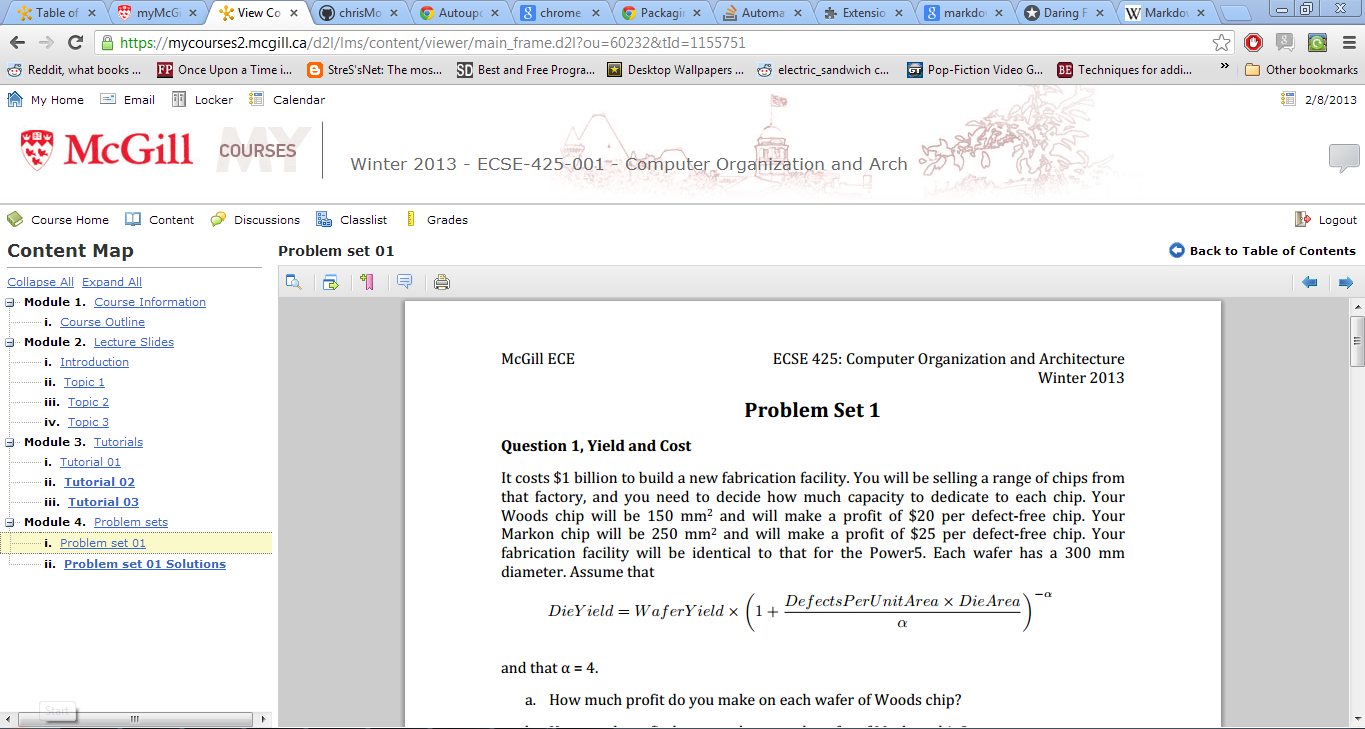 Table of
myMcGi
View Co
chrisMo
Autoupd
chrome
Packagi
Automa
Extensio
markdo
Daring F
Markdo
https://mycourses2.mcgill.ca/d2l/lms/content/viewer/main_frame.d2l?ou=60232&tId=1155751
Reddit, what books ...
FP Once Upon a Time i...
StreS'sNet: The mos...
SD Best and Free Progra...
Desktop Wallpapers ...
electric_sandwich c...
GT Pop-Fiction Video G...
BE Techniques for addi...
»
Other bookmarks
My Home Email Locker Calendar 2/8/2013
McGill MY COURSES
Winter 2013 - ECSE-425-001 - Computer Organization and Arch
Course Home Content Discussions Classlist Grades Logout
Content Map
Collapse All Expand All
Module 1. Course Information
i. Course Outline
Module 2. Lecture Slides
i. Introduction
ii. Topic 1
iii. Topic 2
iv. Topic 3
Module 3. Tutorials
i. Tutorial 01
ii. Tutorial 02
iii. Tutorial 03
Module 4. Problem sets
i. Problem set 01
ii. Problem set 01 Solutions
Start
Problem set 01
Back to Table of Contents
McGill ECE ECSE 425: Computer Organization and Architecture
Winter 2013
Problem Set 1
Question 1, Yield and Cost
It costs $1 billion to build a new fabrication facility. You will be selling a range of chips from
that factory, and you need to decide how much capacity to dedicate to each chip. Your
Woods chip will be 150 mm² and will make a profit of $20 per defect-free chip. Your
Markon chip will be 250 mm² and will make a profit of $25 per defect-free chip. Your
fabrication facility will be identical to that for the Power5. Each wafer has a 300 mm
diameter. Assume that
DieYield = WaferYield × (1 + DefectsPerUnitArea × DieArea / α)^−α
and that α = 4.
a. How much profit do you make on each wafer of Woods chip?